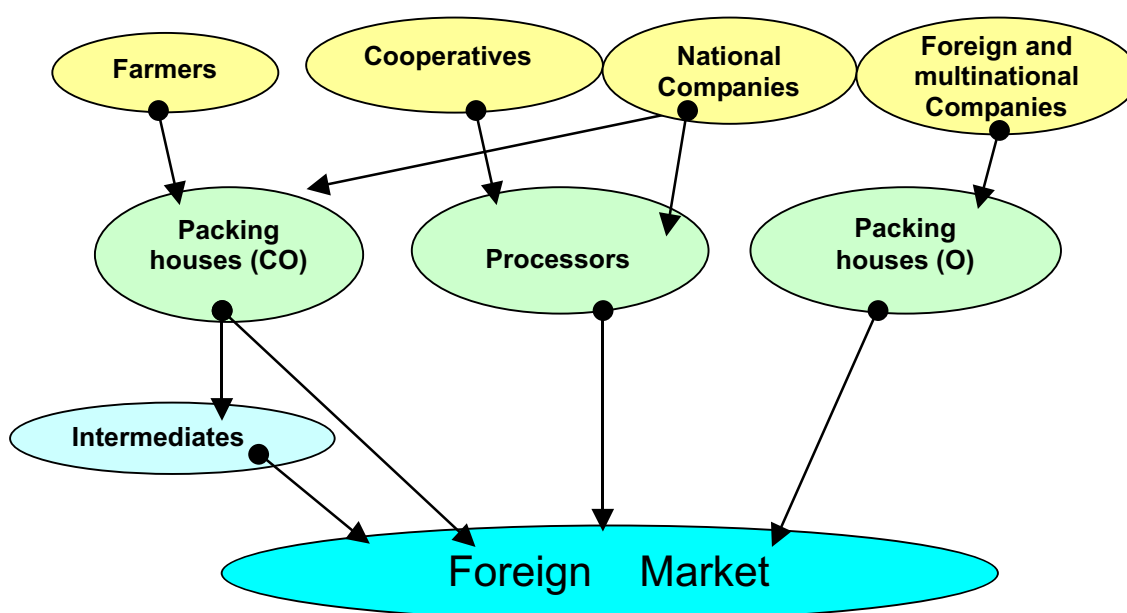 Farmers
Cooperatives
National
Companies
Foreign and
multinational
Companies
Packing
houses (CO)
Processors
Packing
houses (O)
Intermediates
Foreign Market